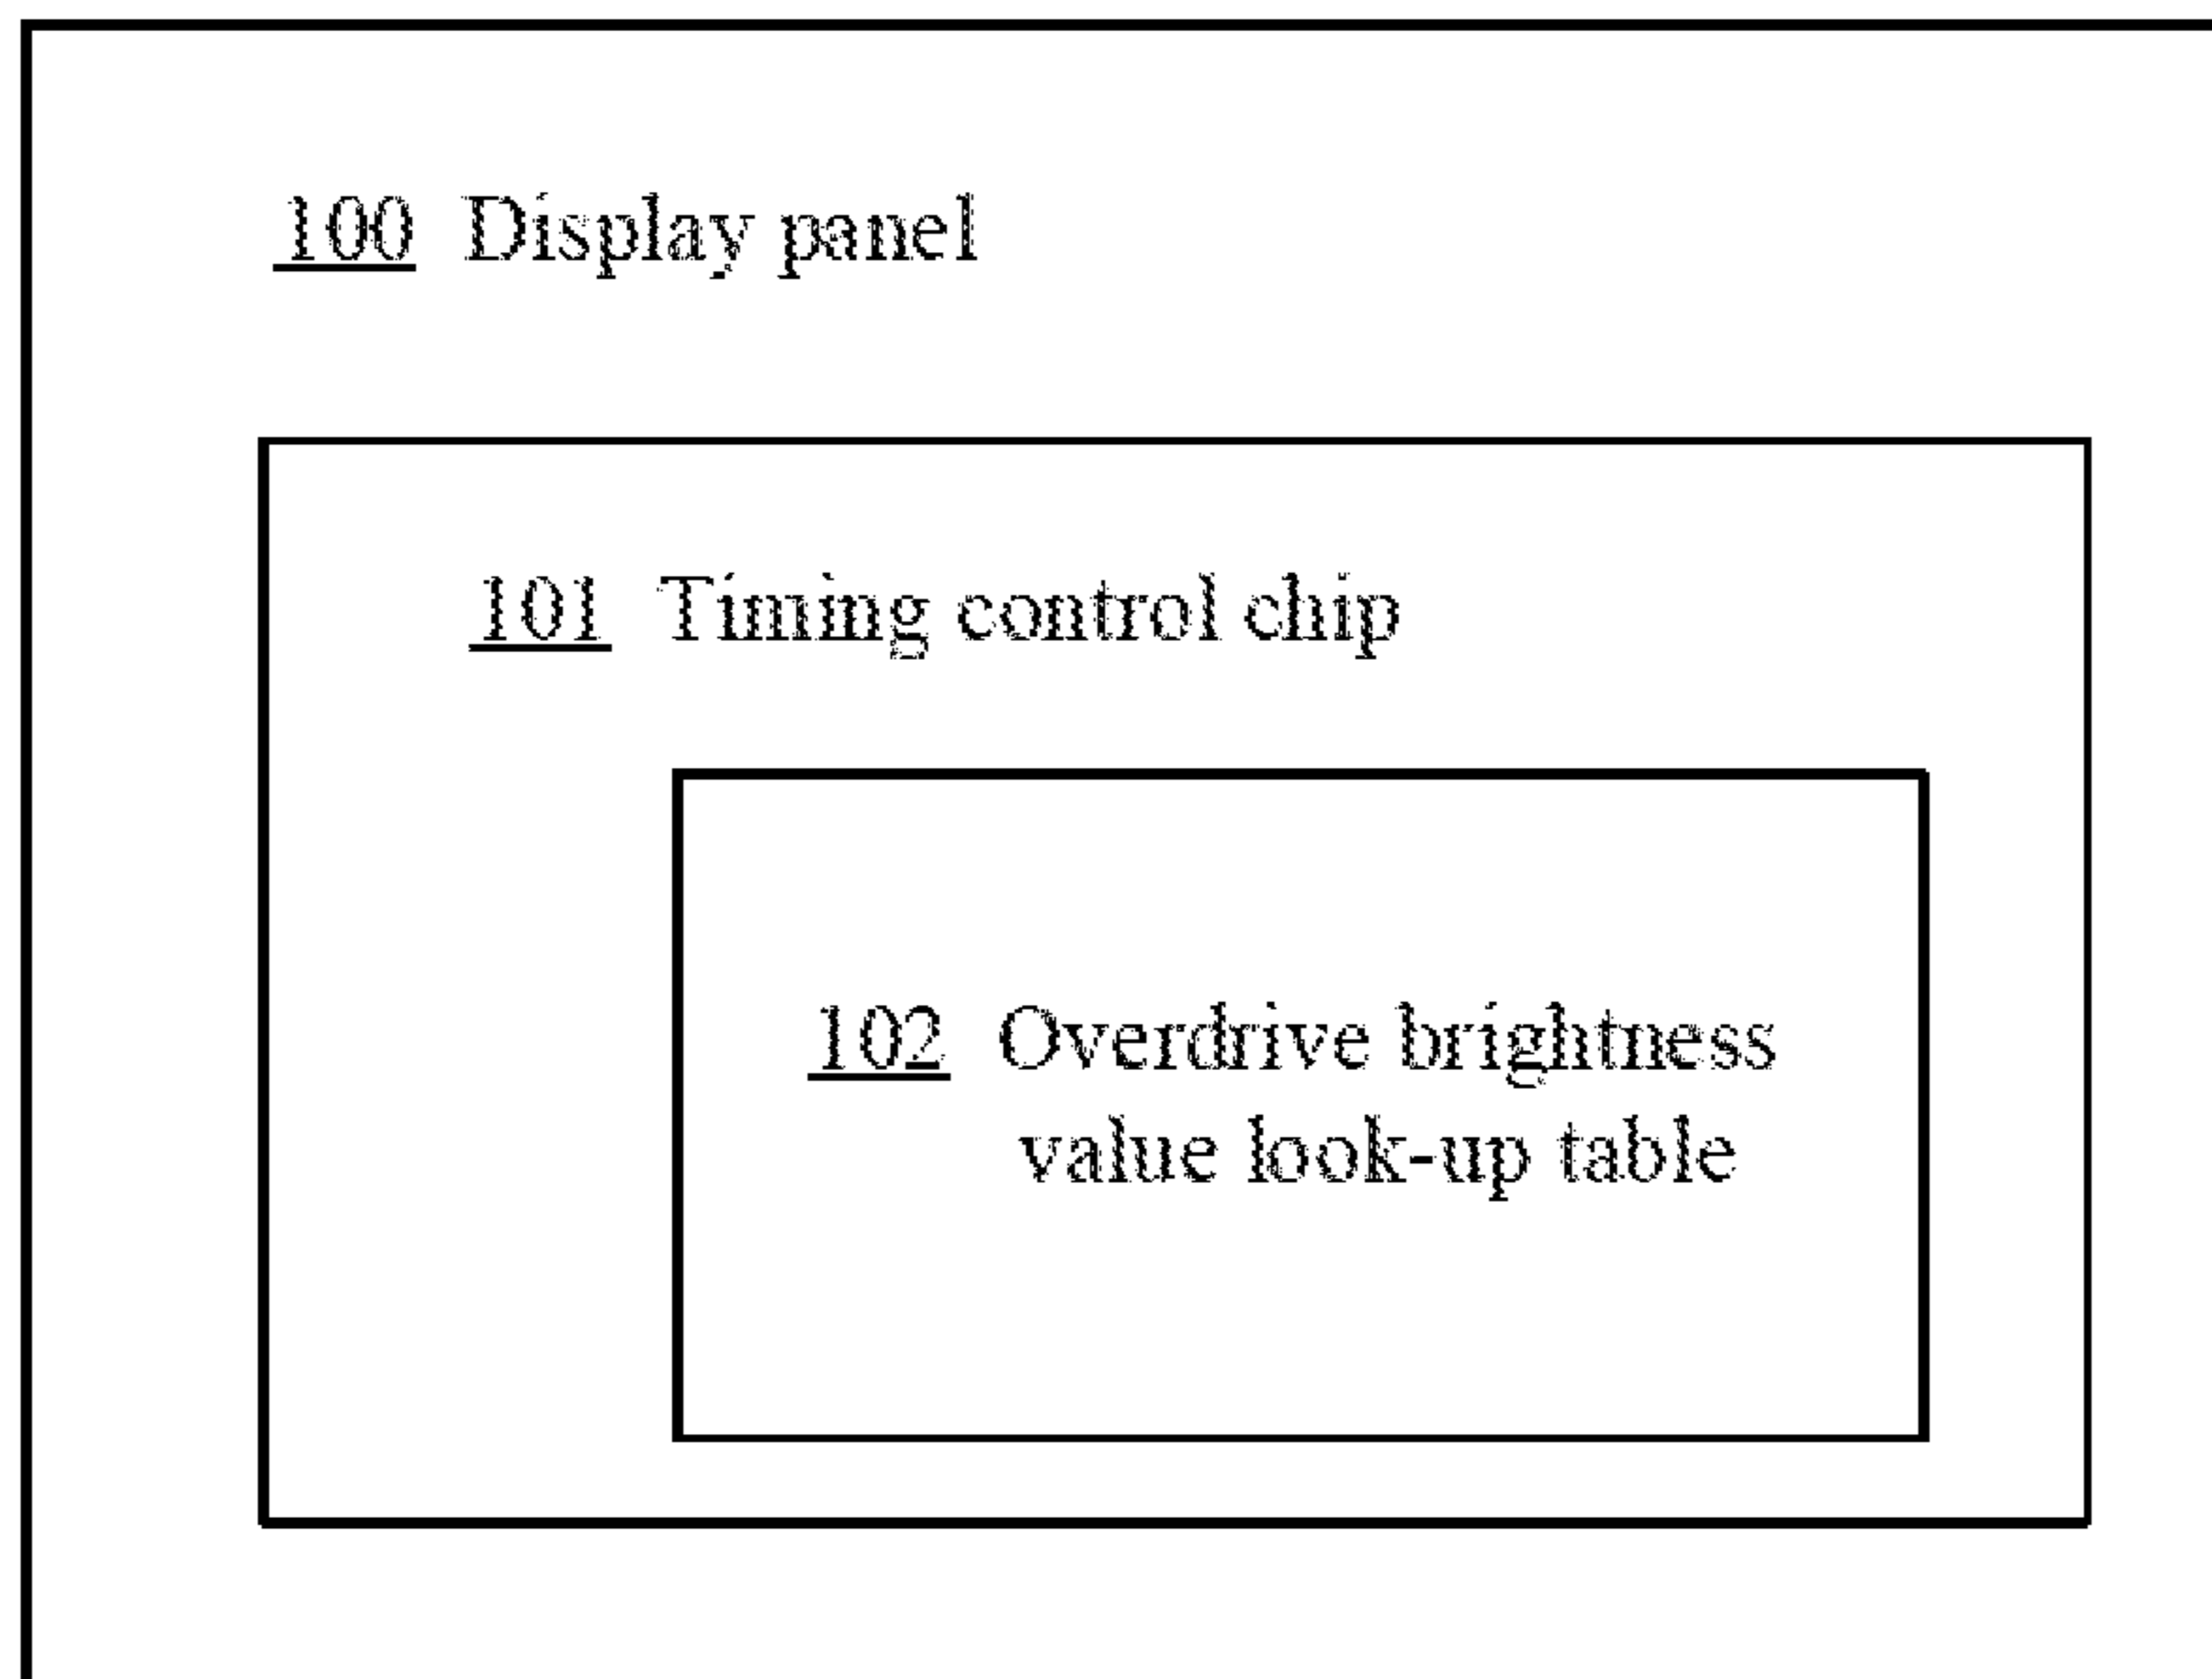 100 Display panel
101 Timing control chip
102 Overdrive brightness
value look-up table